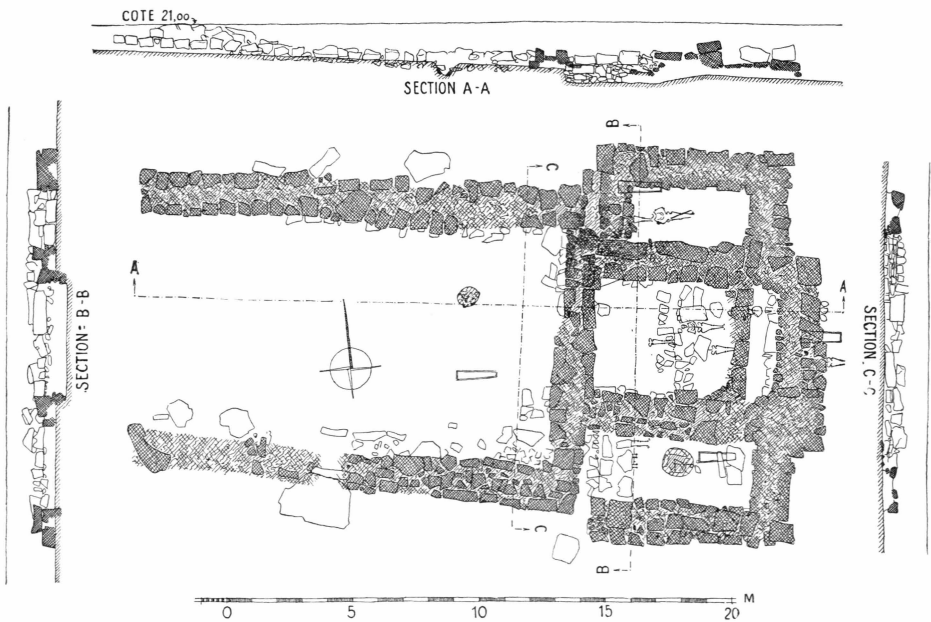 COTE 21,00
SECTION A-A
B
C
A
A
SECTION: B-B
SECTION. C-C
C
B
M
0 5 10 15 20